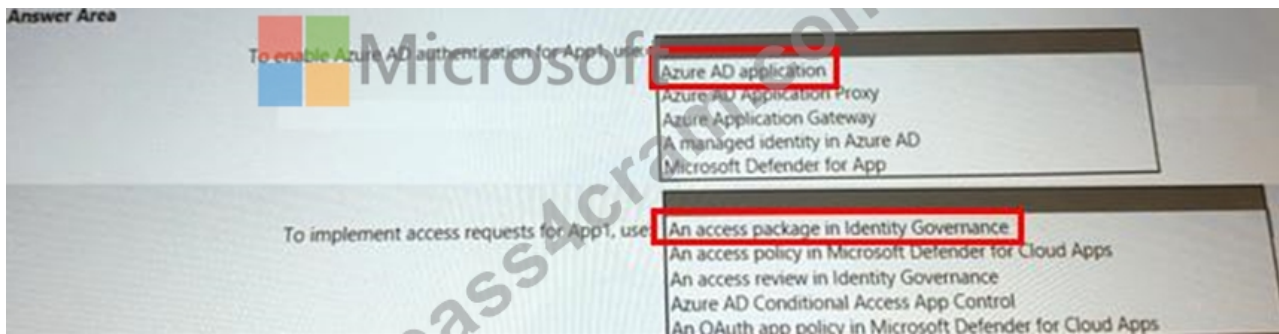 Answer Area
To enable Azure AD authentication for App1, use:
Microsoft
Azure AD application
Azure AD Application Proxy
Azure Application Gateway
A managed identity in Azure AD
Microsoft Defender for App
pass4cram.com
To implement access requests for App1, use:
An access package in Identity Governance
An access policy in Microsoft Defender for Cloud Apps
An access review in Identity Governance
Azure AD Conditional Access App Control
An OAuth app policy in Microsoft Defender for Cloud Apps